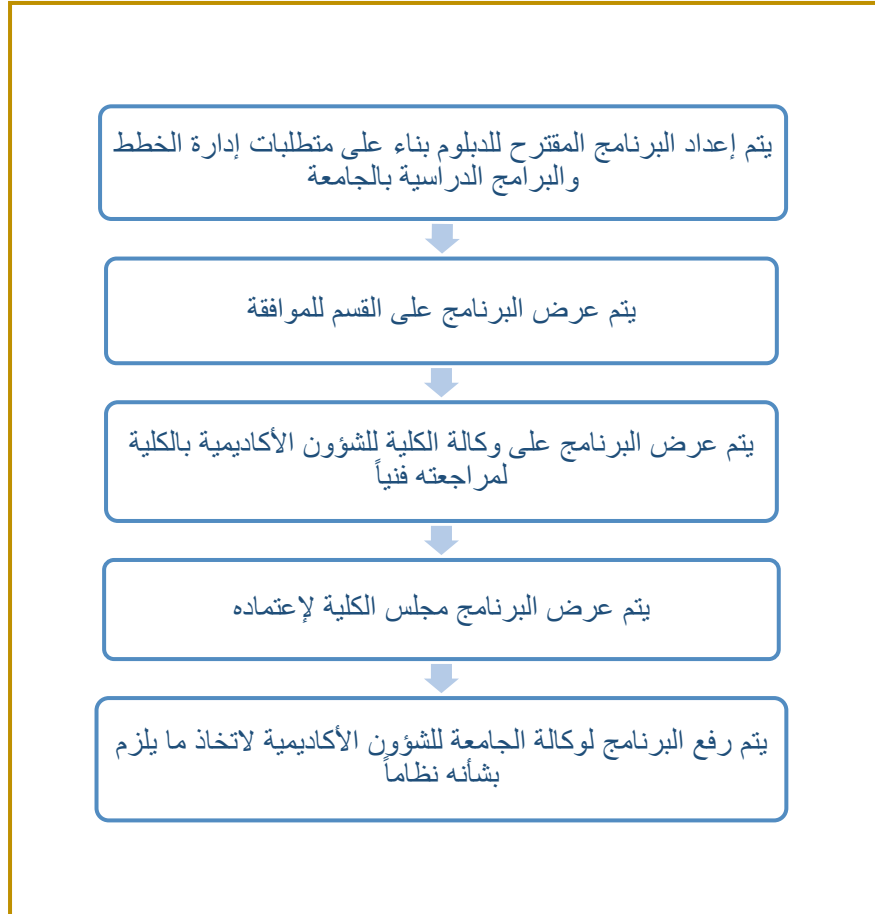 يتم إعداد البرنامج المقترح للدبلوم بناء على متطلبات إدارة الخطط
والبرامج الدراسية بالجامعة
يتم عرض البرنامج على القسم للموافقة
يتم عرض البرنامج على وكالة الكلية للشؤون الأكاديمية بالكلية
لمراجعته فنياً
يتم عرض البرنامج مجلس الكلية لإعتماده
يتم رفع البرنامج لوكالة الجامعة للشؤون الأكاديمية لاتخاذ ما يلزم
بشأنه نظاماً